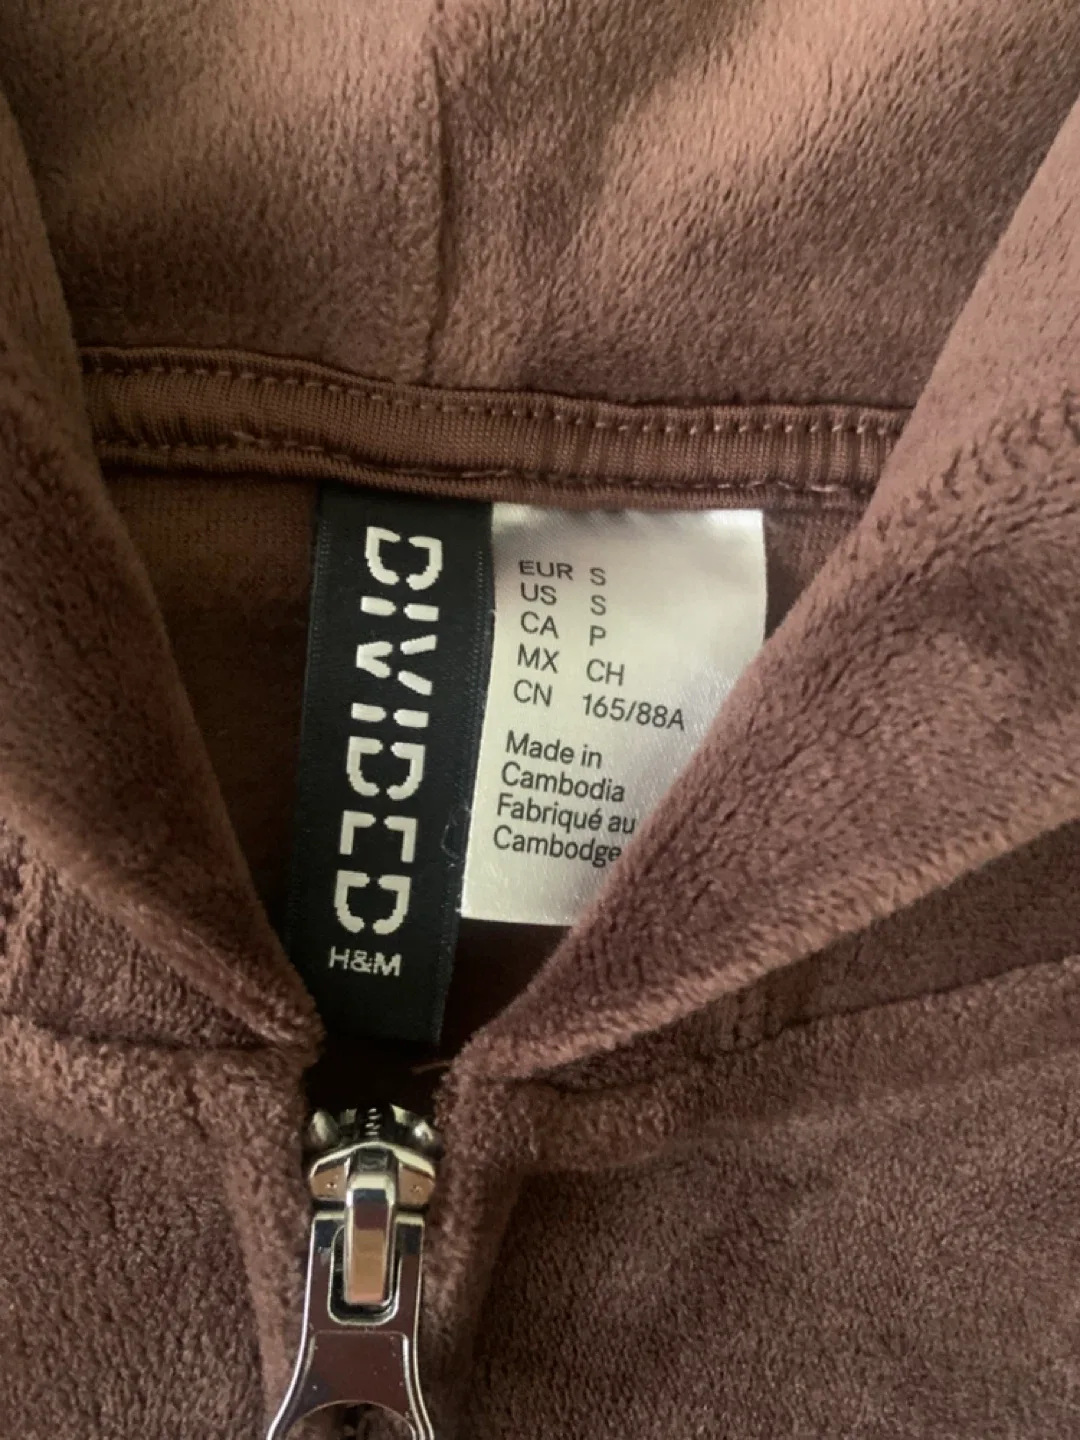 DIVIDED
H&M
EUR S
US S
CA P
MX CH
CN 165/88A
Made in
Cambodia
Fabriqué au
Cambodge